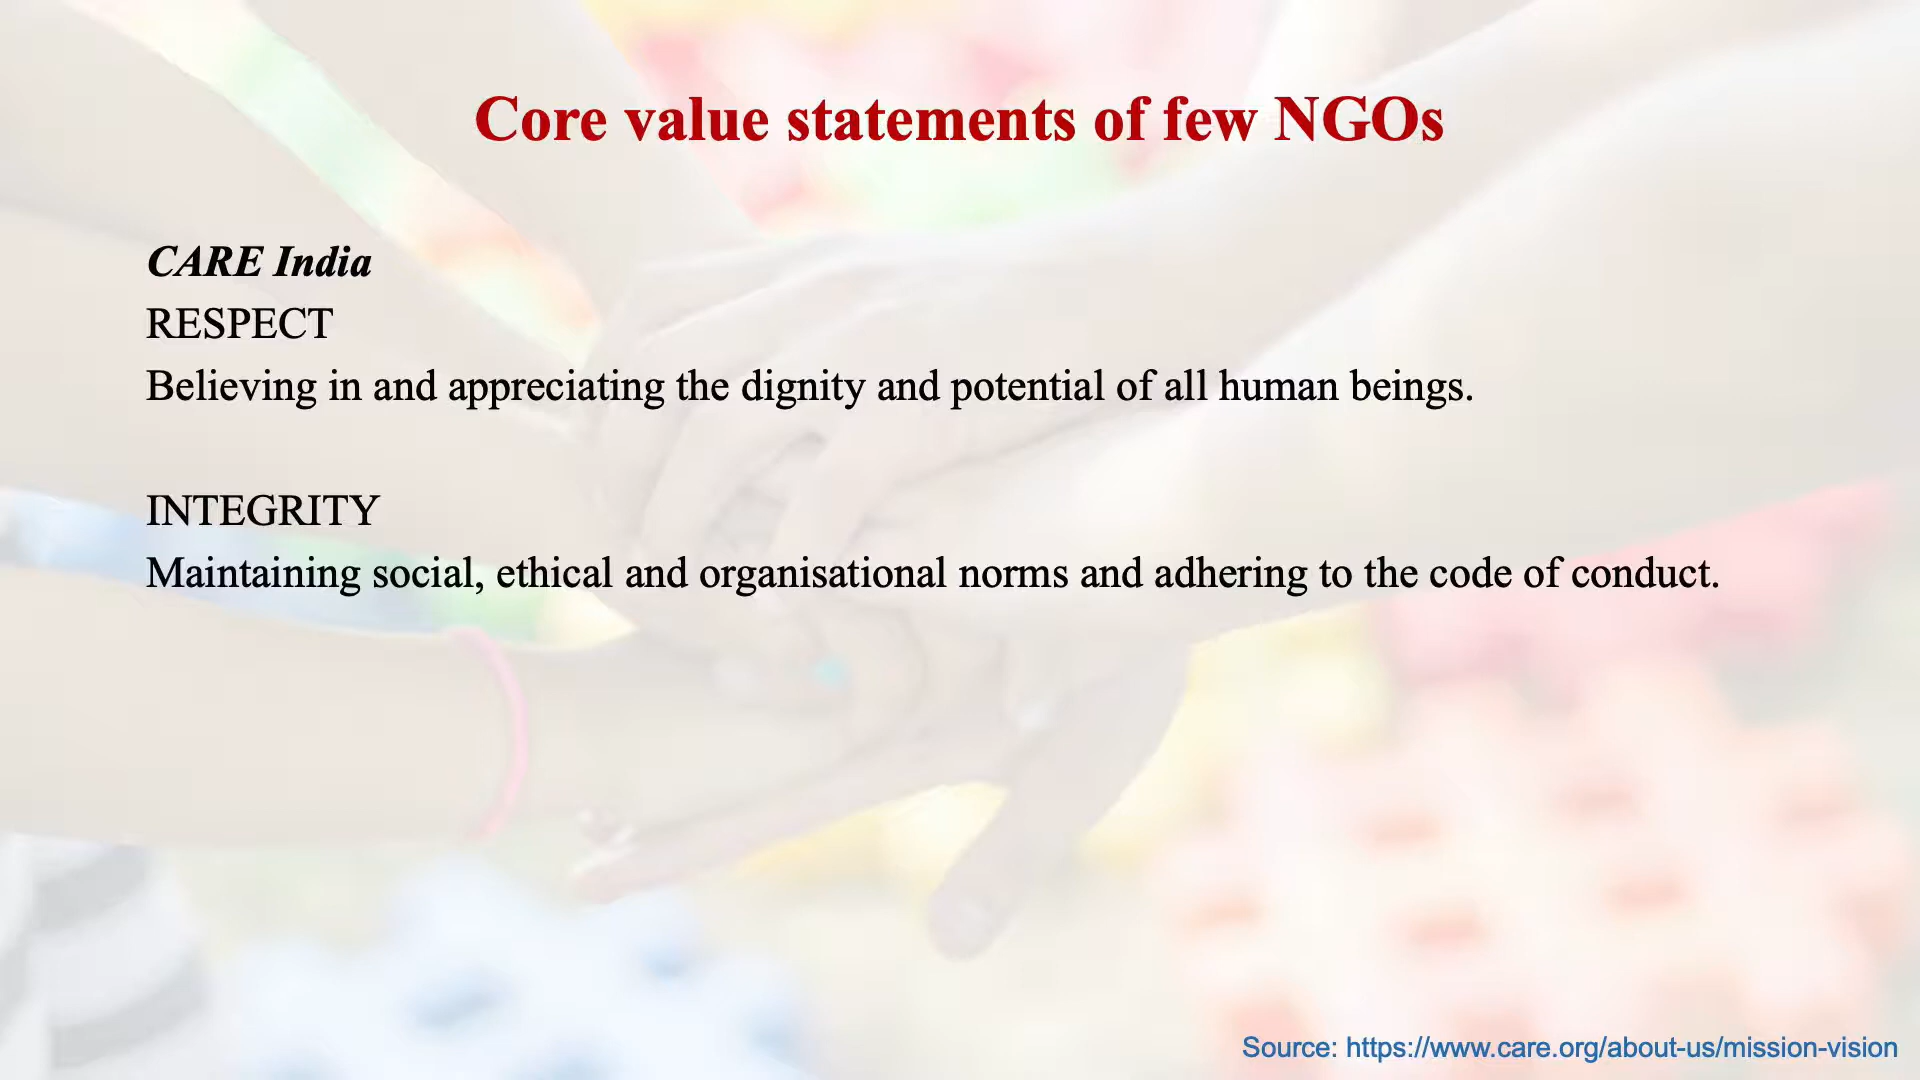 Core value statements of few NGOs
CARE India
RESPECT
Believing in and appreciating the dignity and potential of all human beings.
INTEGRITY
Maintaining social, ethical and organisational norms and adhering to the code of conduct.
Source: https://www.care.org/about-us/mission-vision